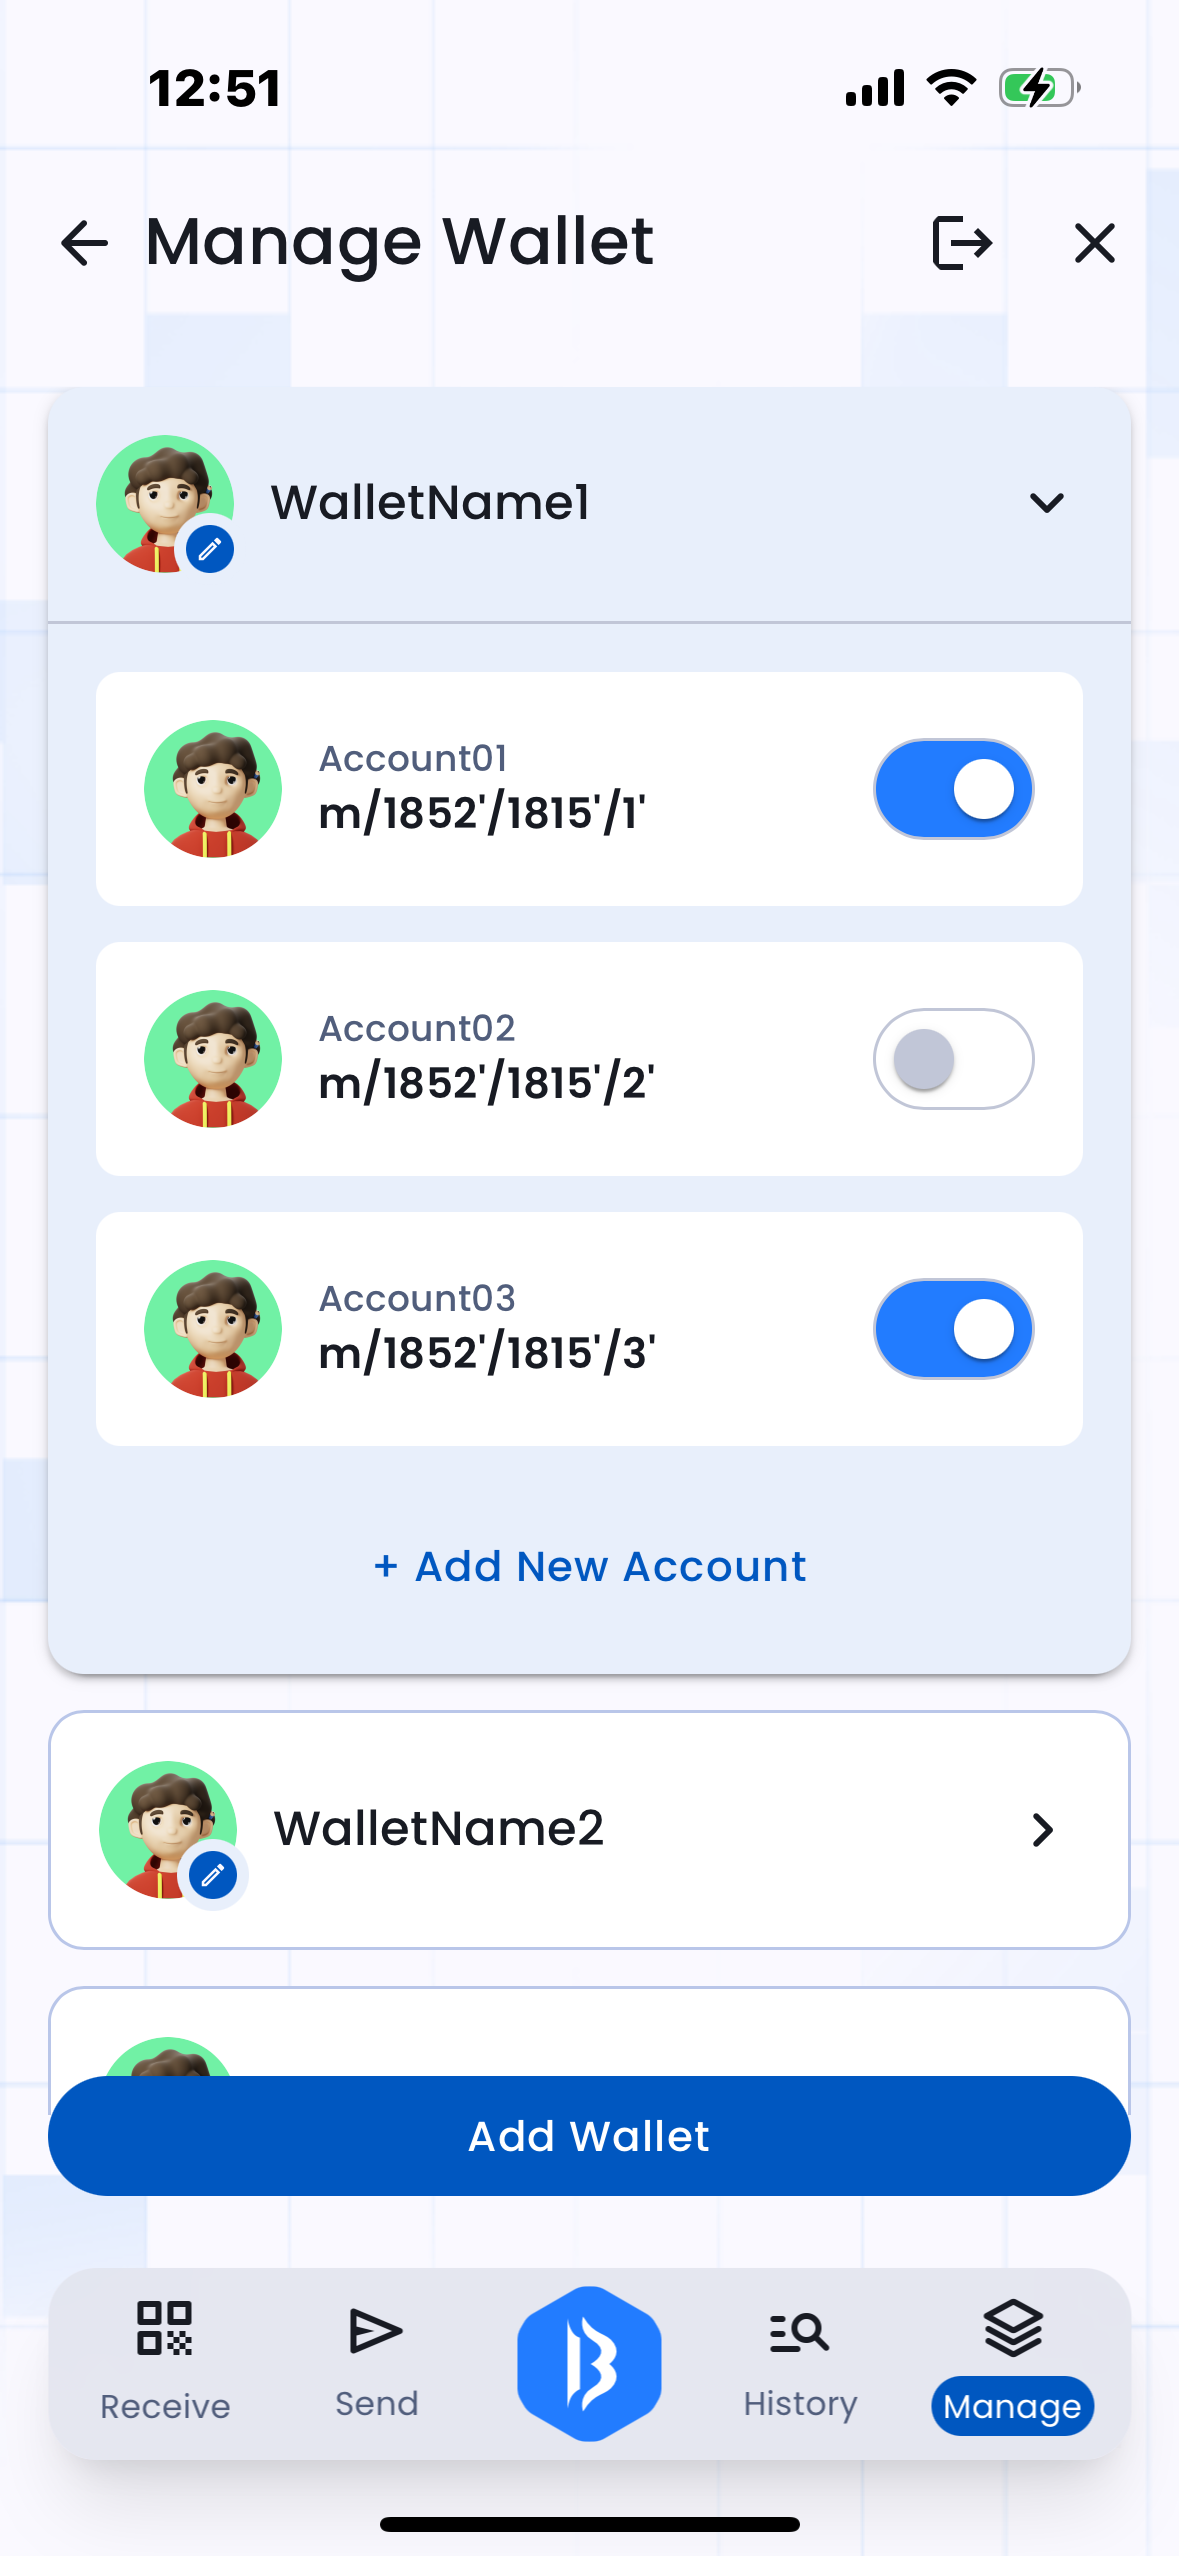 12:51
Manage Wallet
WalletName1
Account01
m/1852'/1815'/1'
Account02
m/1852'/1815'/2'
Account03
m/1852'/1815'/3'
+ Add New Account
WalletName2
Add Wallet
Receive
Send
History
Manage